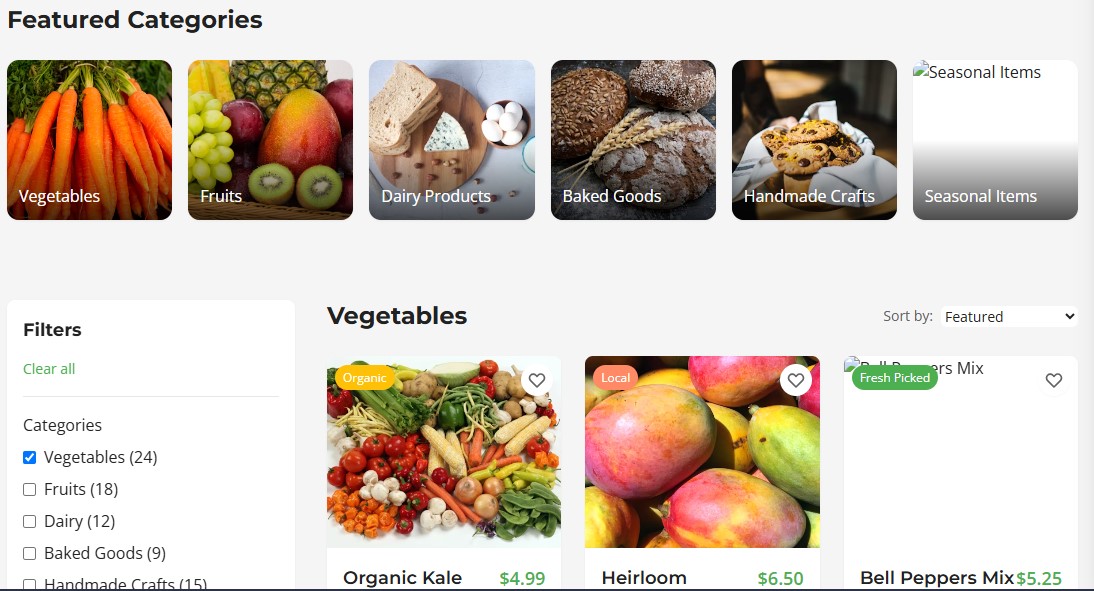 Featured Categories
Seasonal Items
Vegetables
Fruits
Dairy Products
Baked Goods
Handmade Crafts
Seasonal Items
Filters
Clear all
Categories
Vegetables (24)
Fruits (18)
Dairy (12)
Baked Goods (9)
Handmade Crafts (15)
Vegetables
Sort by: Featured
Organic
Local
Bell Peppers Mix
Fresh Picked
Organic Kale $4.99
Heirloom $6.50
Bell Peppers Mix $5.25